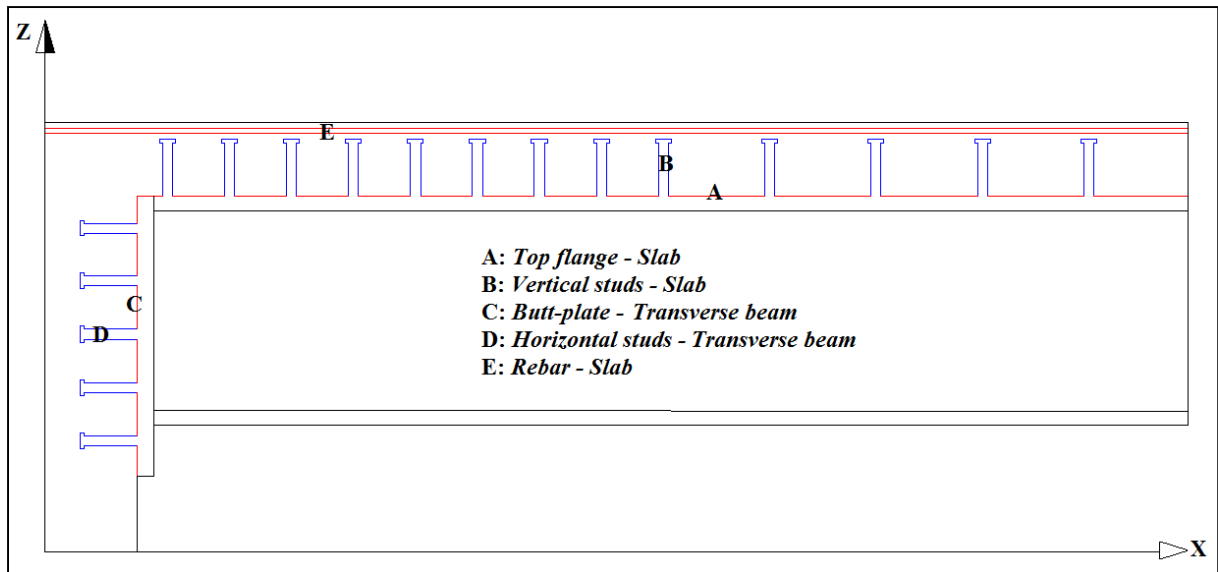 Z
E
B
A
A: Top flange - Slab
B: Vertical studs - Slab
C: Butt-plate - Transverse beam
D: Horizontal studs - Transverse beam
E: Rebar - Slab
C
D
X